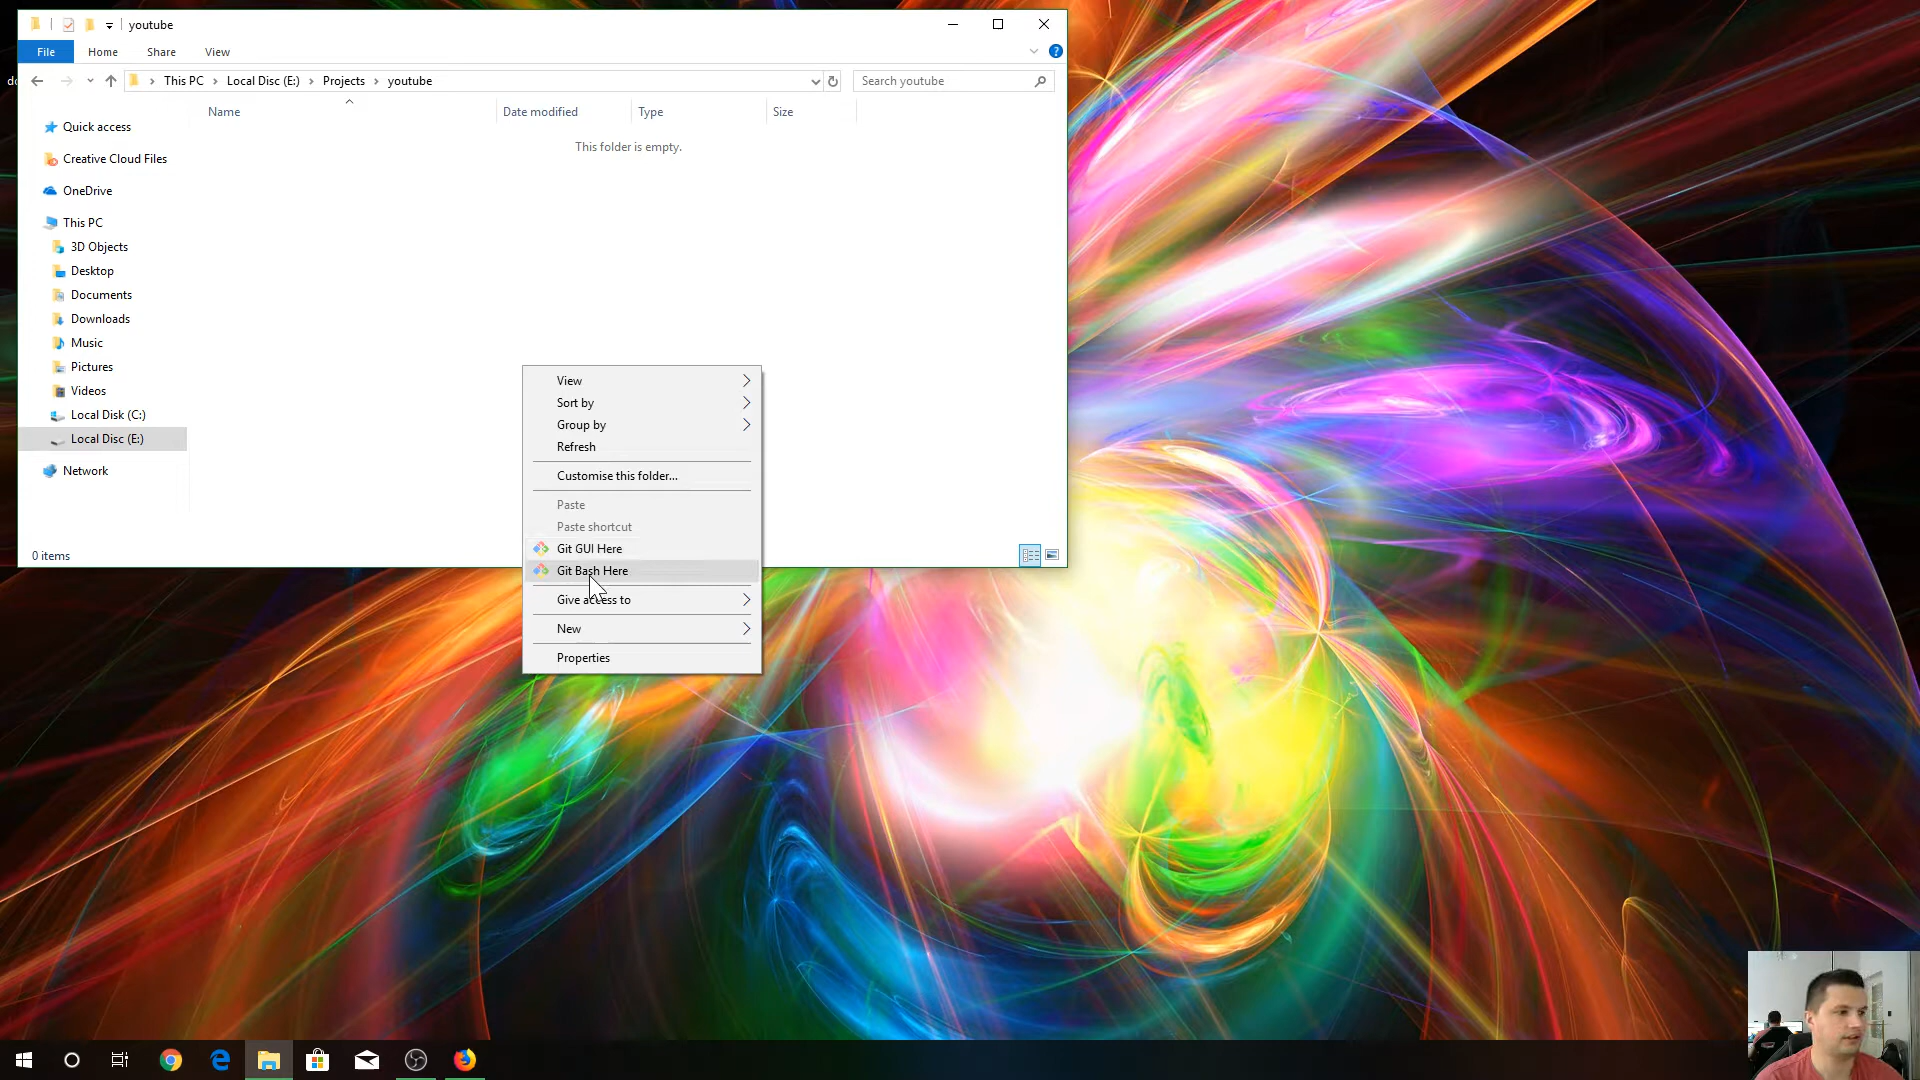 youtube
File Home Share View
This PC Local Disc (E:) Projects youtube
Search youtube
Name Date modified Type Size
This folder is empty.
Quick access
Creative Cloud Files
OneDrive
This PC
3D Objects
Desktop
Documents
Downloads
Music
Pictures
Videos
Local Disk (C:)
Local Disc (E:)
Network
0 items
View
Sort by
Group by
Refresh
Customise this folder...
Paste
Paste shortcut
Git GUI Here
Git Bash Here
Give access to
New
Properties